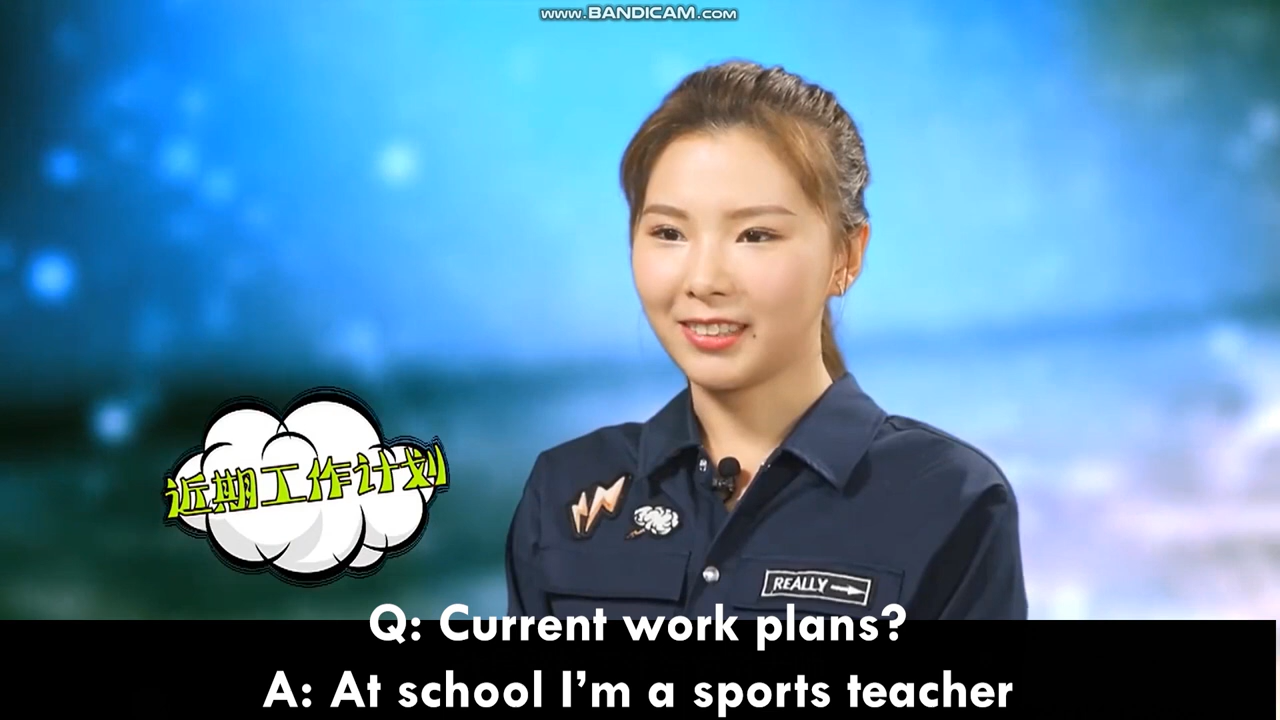 www.BANDICAM.com
近期工作计划
REALLY
Q: Current work plans?
A: At school I'm a sports teacher